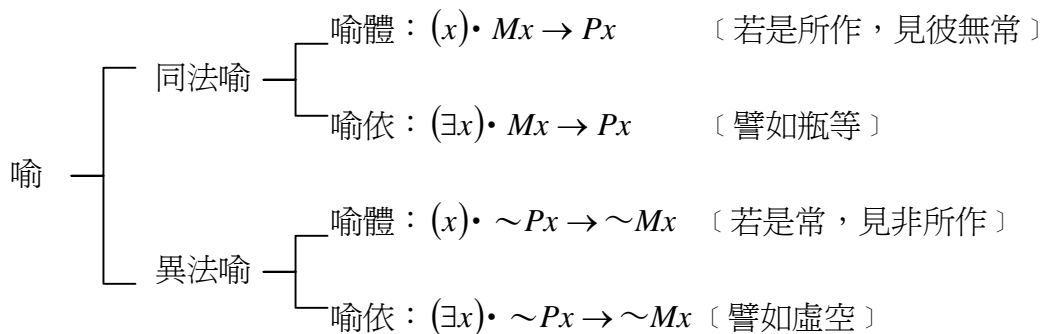 喻體：(x)• Mx → Px 〔若是所作，見彼無常〕
同法喻
喻依：(∃x)• Mx → Px 〔譬如瓶等〕
喻
喻體：(x)• ～Px → ～Mx 〔若是常，見非所作〕
異法喻
喻依：(∃x)• ～Px → ～Mx 〔譬如虛空〕